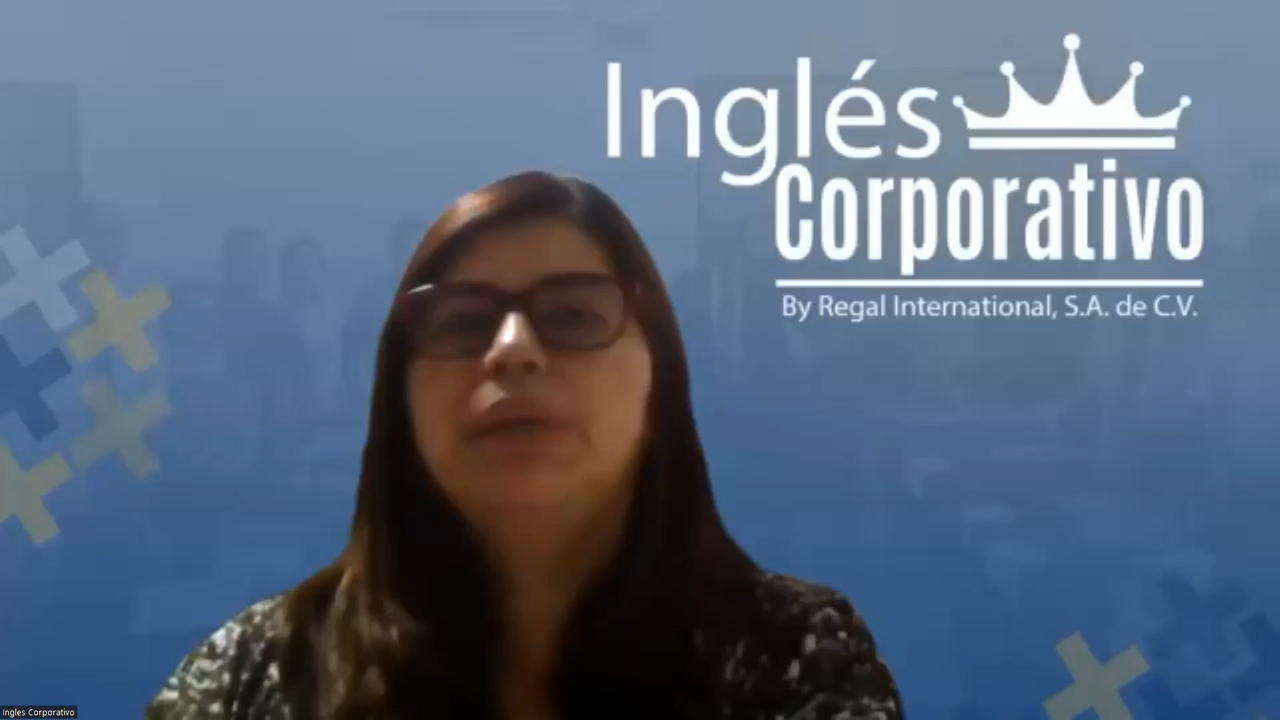 Inglés
Corporativo
By Regal International, S.A. de C.V.
Ingles Corporativo